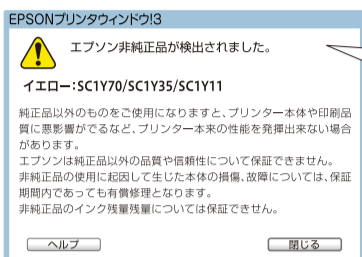 EPSONプリンタウィンドウ!3
エプソン非純正品が検出されました。
イエロー:SC1Y70/SC1Y35/SC1Y11
純正品以外のものをご使用になりますと、プリンター本体や印刷品
質に悪影響がでるなど、プリンター本来の性能を発揮出来ない場合
があります。
エプソンは純正品以外の品質や信頼性について保証できません。
非純正品の使用に起因して生じた本体の損傷、故障については、保証
期間内であっても有償修理となります。
非純正品のインク残量残量については保証できせん。
ヘルプ
閉じる